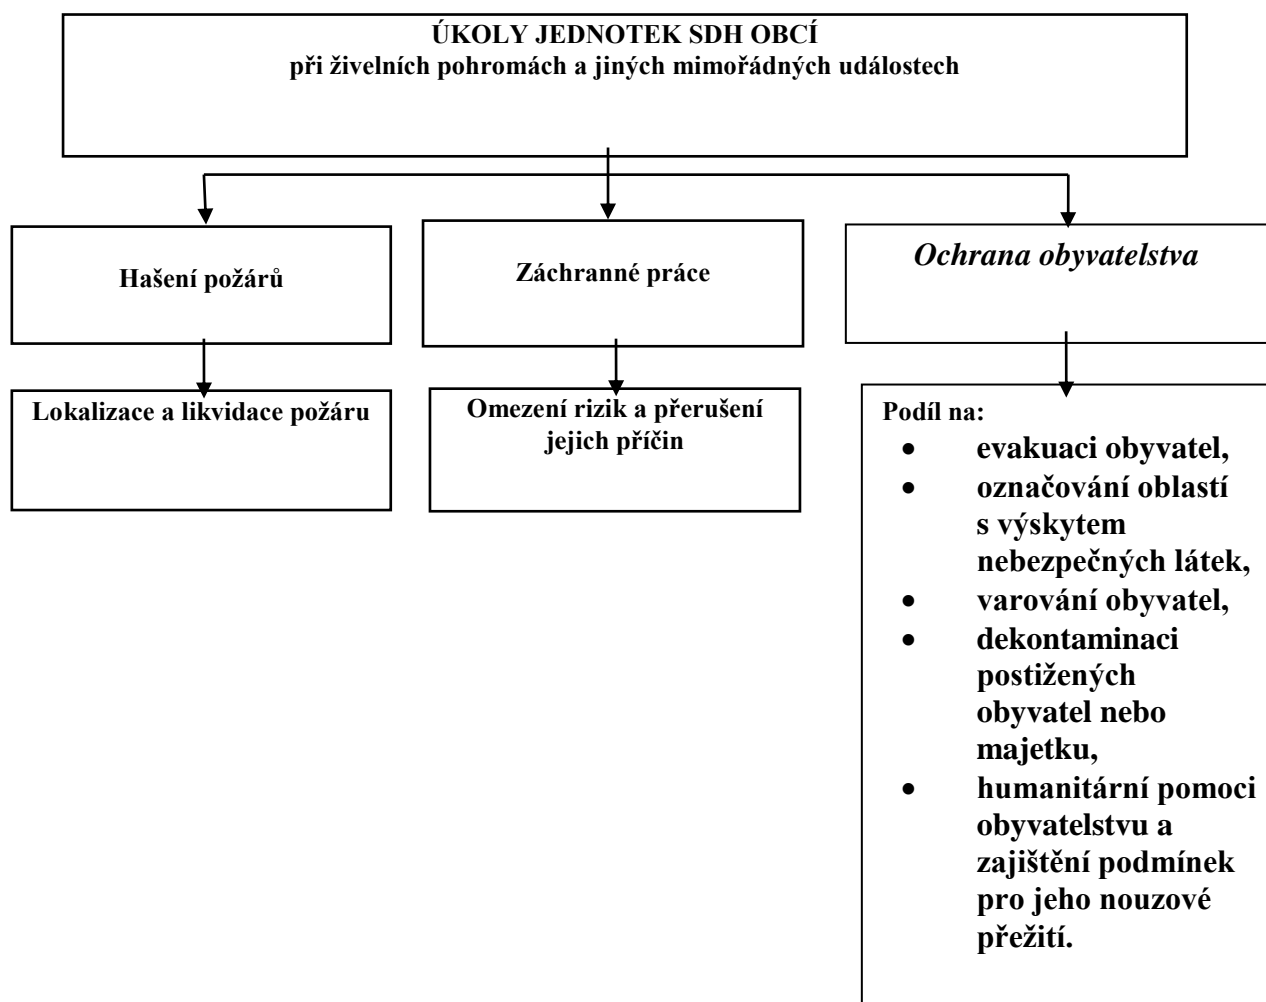 ÚKOLY JEDNOTEK SDH OBCÍ
při živelních pohromách a jiných mimořádných událostech
Hašení požárů
Záchranné práce
Ochrana obyvatelstva
Lokalizace a likvidace požáru
Omezení rizik a přerušení
jejich příčin
Podíl na:
• evakuaci obyvatel,
• označování oblastí
s výskytem
nebezpečných látek,
• varování obyvatel,
• dekontaminaci
postižených
obyvatel nebo
majetku,
• humanitární pomoci
obyvatelstvu a
zajištění podmínek
pro jeho nouzové
přežití.